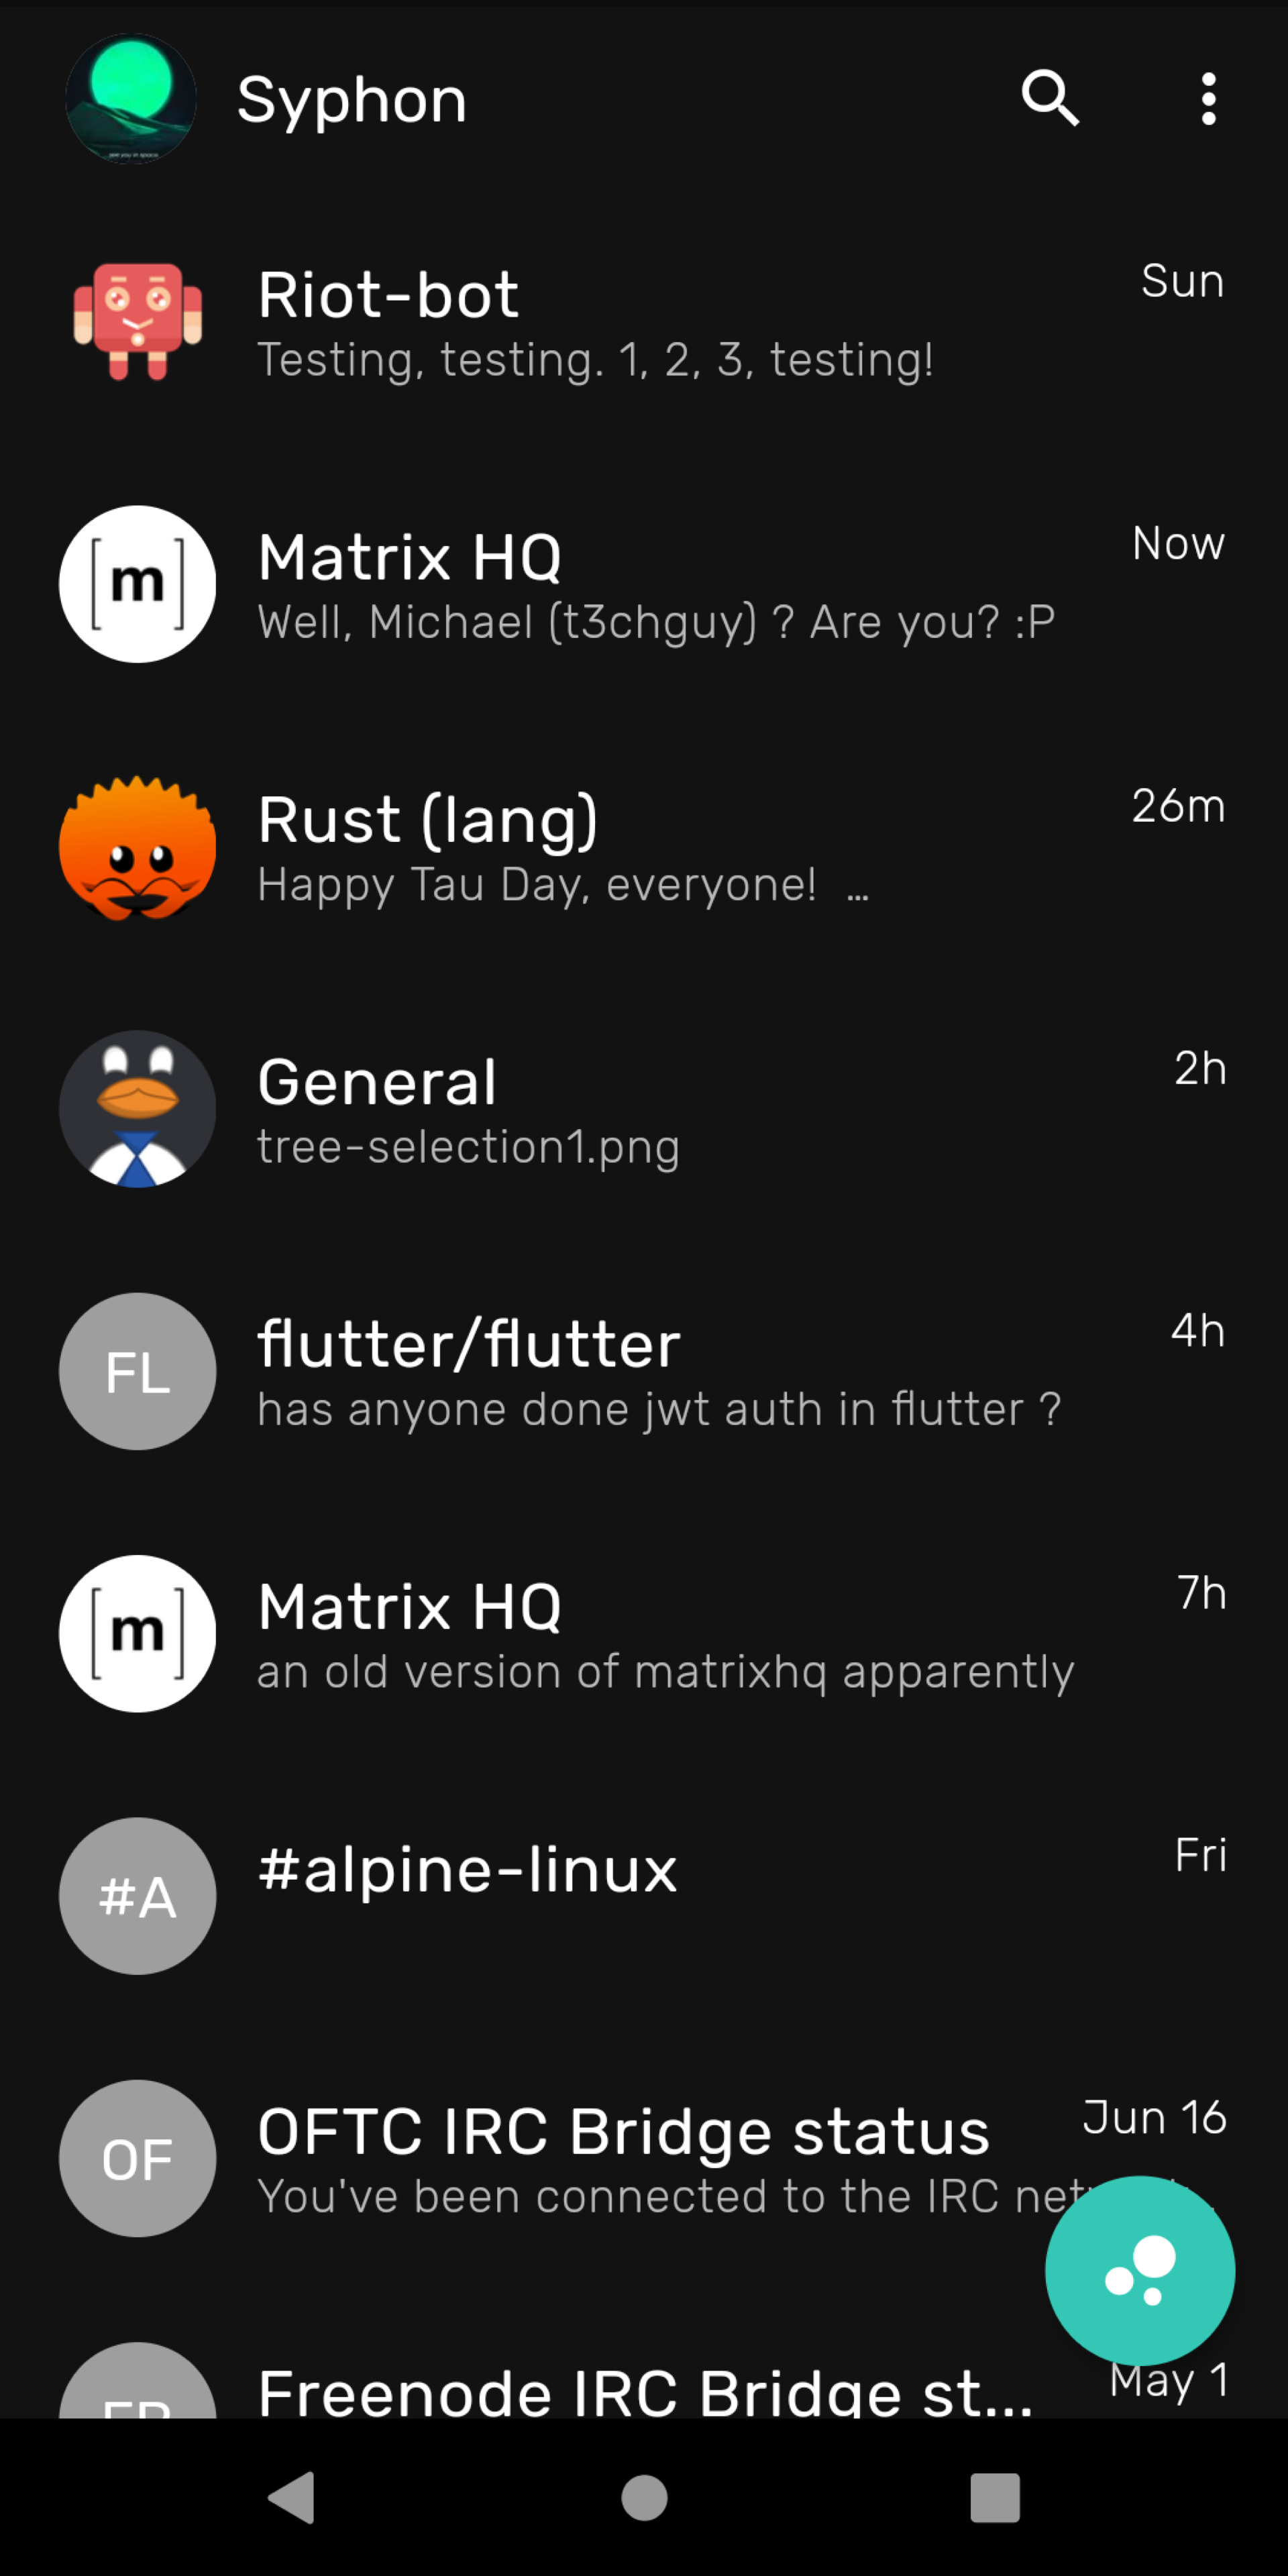 Syphon
Riot-bot
Sun
Testing, testing. 1, 2, 3, testing!
[m]
Matrix HQ
Now
Well, Michael (t3chguy) ? Are you? :P
Rust (lang)
26m
Happy Tau Day, everyone!  ...
General
2h
tree-selection1.png
FL
flutter/flutter
4h
has anyone done jwt auth in flutter ?
[m]
Matrix HQ
7h
an old version of matrixhq apparently
#A
#alpine-linux
Fri
OF
OFTC IRC Bridge status
Jun 16
You've been connected to the IRC
Freenode IRC Bridge st...
May 1